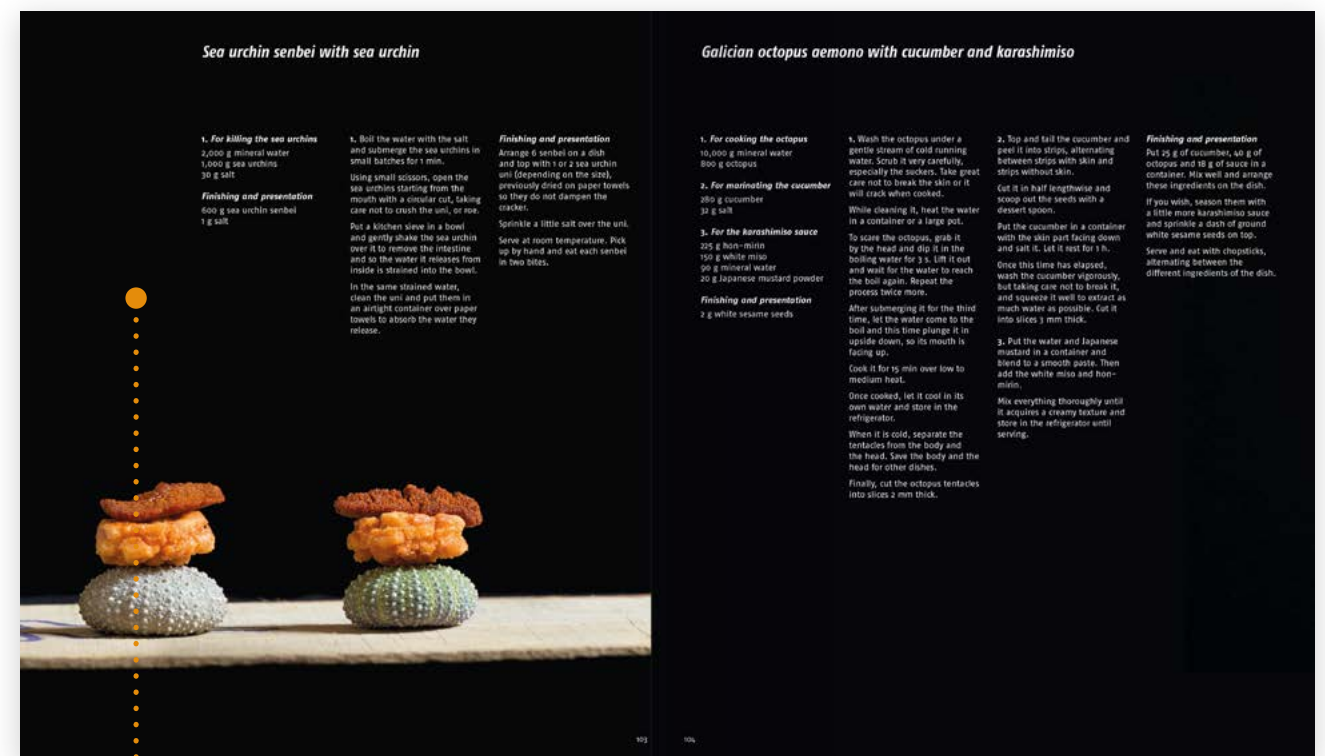 Sea urchin senbei with sea urchin
1. For killing the sea urchins
2,000 g mineral water
1,000 g sea urchins
30 g salt
Finishing and presentation
600 g sea urchin senbei
1 g salt
1. Boil the water with the salt
and submerge the sea urchins in
small batches for 1 min.
Using small scissors, open the
sea urchins starting from the
mouth with a circular cut, taking
care not to crush the uni, or roe.
Put a kitchen sieve in a bowl
and gently shake the sea urchin
over it to remove the intestine
and so the water it releases from
inside is strained into the bowl.
In the same strained water,
clean the uni and put them in
an airtight container over paper
towels to absorb the water they
release.
Finishing and presentation
Arrange 6 senbei on a dish
and top with 1 or 2 sea urchin
uni (depending on the size),
previously dried on paper towels
so they do not dampen the
cracker.
Sprinkle a little salt over the uni.
Serve at room temperature. Pick
up by hand and eat each senbei
in two bites.
103
Galician octopus aemono with cucumber and karashimiso
1. For cooking the octopus
10,000 g mineral water
800 g octopus
2. For marinating the cucumber
280 g cucumber
32 g salt
3. For the karashimiso sauce
225 g hon-mirin
150 g white miso
90 g mineral water
20 g Japanese mustard powder
Finishing and presentation
2 g white sesame seeds
1. Wash the octopus under a
gentle stream of cold running
water. Scrub it very carefully,
especially the suckers. Take great
care not to break the skin or it
will crack when cooked.
While cleaning it, heat the water
in a container or a large pot.
To scare the octopus, grab it
by the head and dip it in the
boiling water for 3 s. Lift it out
and wait for the water to reach
the boil again. Repeat the
process twice more.
After submerging it for the third
time, let the water come to the
boil and this time plunge it in
upside down, so its mouth is
facing up.
Cook it for 15 min over low to
medium heat.
Once cooked, let it cool in its
own water and store in the
refrigerator.
When it is cold, separate the
tentacles from the body and
the head. Save the body and the
head for other dishes.
Finally, cut the octopus tentacles
into slices 2 mm thick.
2. Top and tail the cucumber and
peel it into strips, alternating
between strips with skin and
strips without skin.
Cut it in half lengthwise and
scoop out the seeds with a
dessert spoon.
Put the cucumber in a container
with the skin part facing down
and salt it. Let it rest for 1 h.
Once this time has elapsed,
wash the cucumber vigorously,
but taking care not to break it,
and squeeze it well to extract as
much water as possible. Cut it
into slices 3 mm thick.
3. Put the water and Japanese
mustard in a container and
blend to a smooth paste. Then
add the white miso and hon-
mirin.
Mix everything thoroughly until
it acquires a creamy texture and
store in the refrigerator until
serving.
Finishing and presentation
Put 25 g of cucumber, 40 g of
octopus and 18 g of sauce in a
container. Mix well and arrange
these ingredients on the dish.
If you wish, season them with
a little more karashimiso sauce
and sprinkle a dash of ground
white sesame seeds on top.
Serve and eat with chopsticks,
alternating between the
different ingredients of the dish.
104